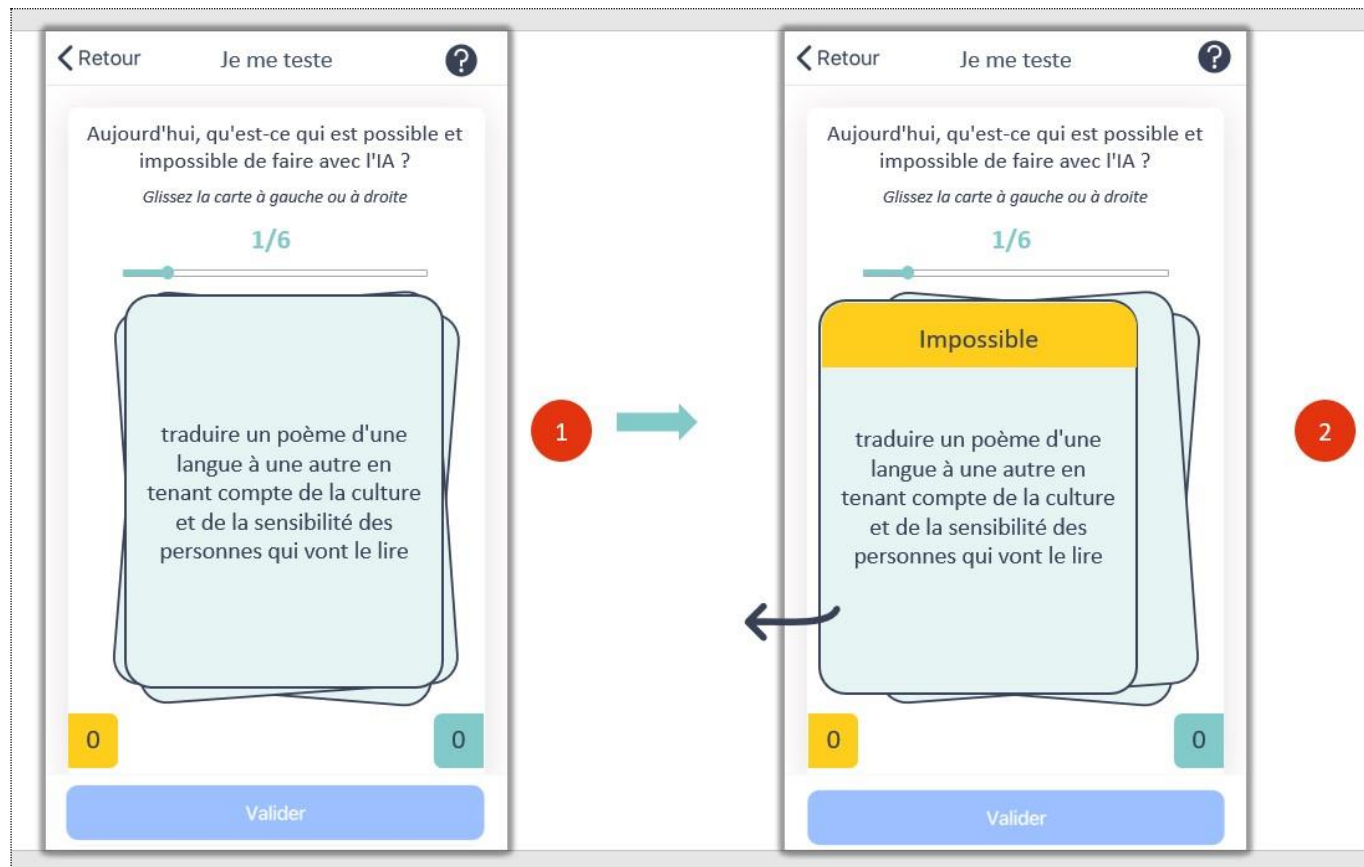 Retour
Je me teste
?
Aujourd'hui, qu'est-ce qui est possible et
impossible de faire avec l'IA ?
Glissez la carte à gauche ou à droite
1/6
traduire un poème d'une
langue à une autre en
tenant compte de la culture
et de la sensibilité des
personnes qui vont le lire
0
0
Valider
1
Retour
Je me teste
?
Aujourd'hui, qu'est-ce qui est possible et
impossible de faire avec l'IA ?
Glissez la carte à gauche ou à droite
1/6
Impossible
traduire un poème d'une
langue à une autre en
tenant compte de la culture
et de la sensibilité des
personnes qui vont le lire
0
0
Valider
2